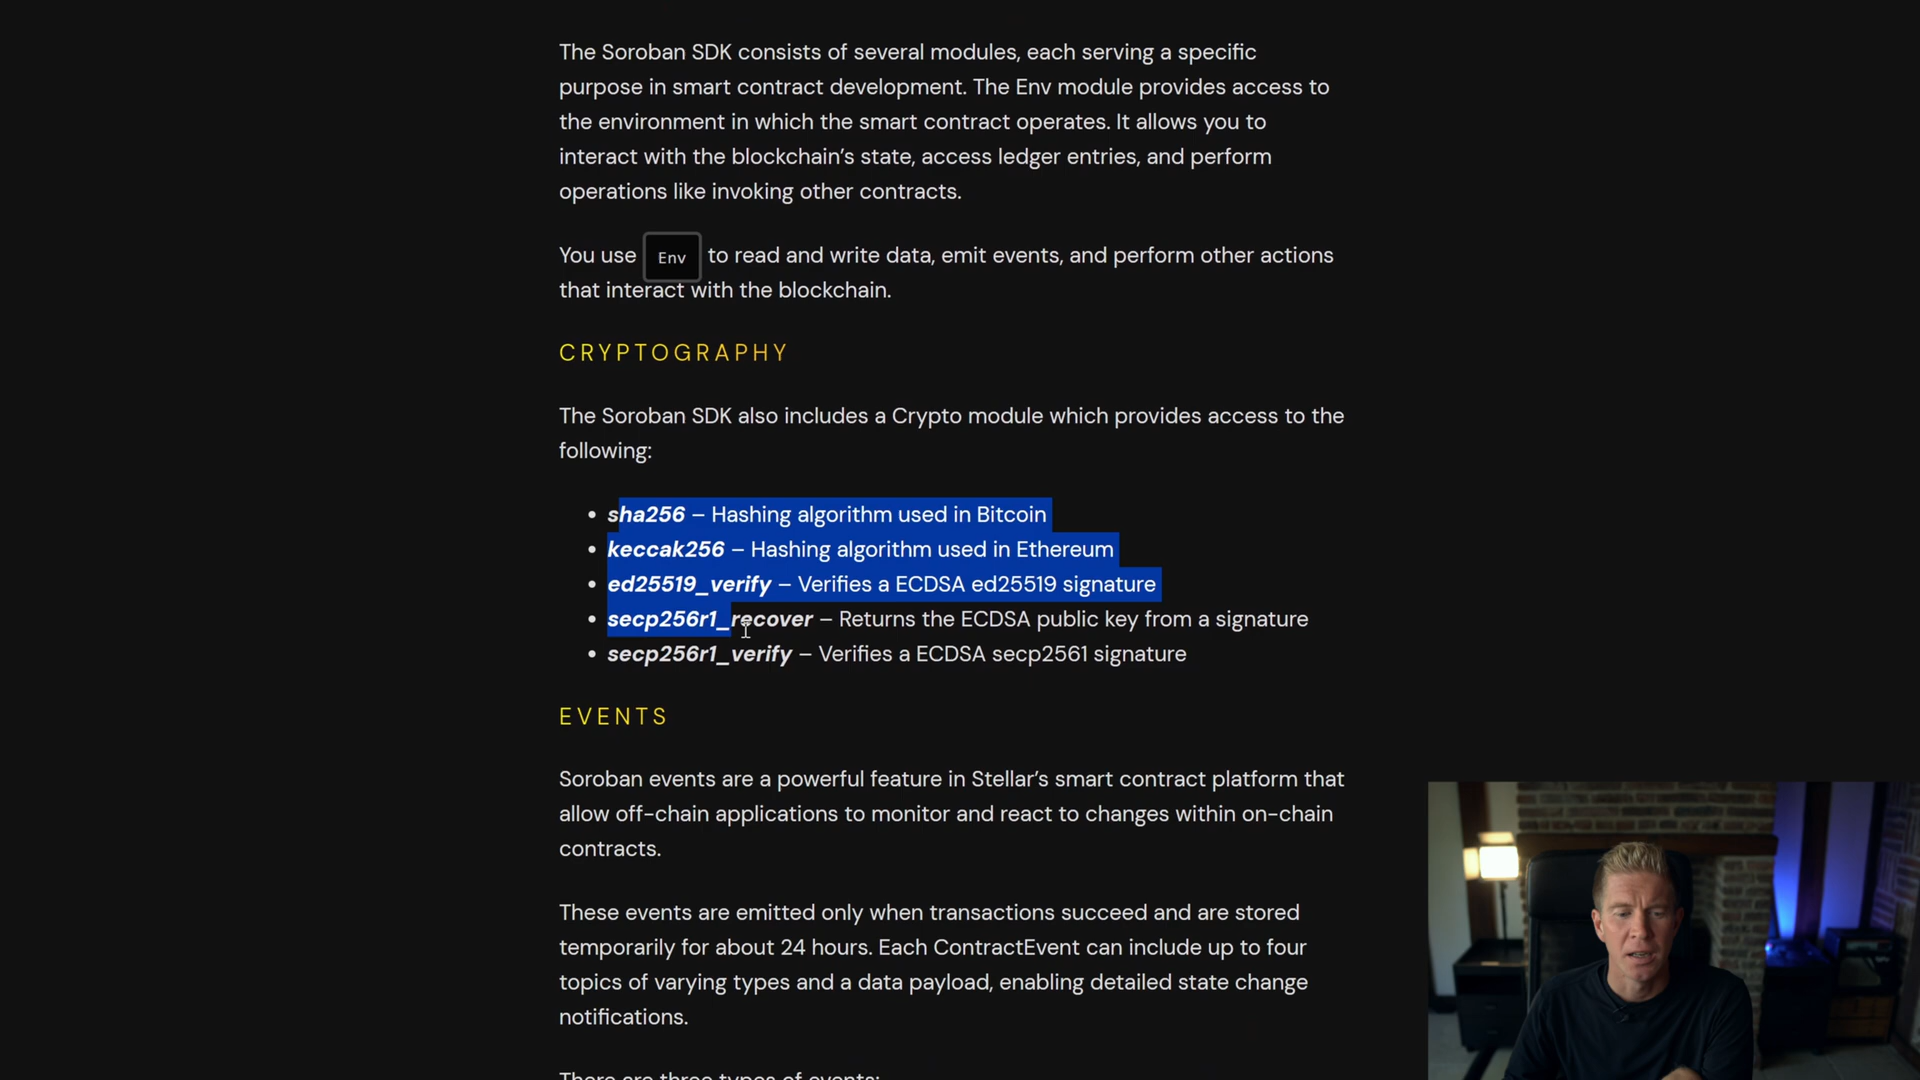 The Soroban SDK consists of several modules, each serving a specific
purpose in smart contract development. The Env module provides access to
the environment in which the smart contract operates. It allows you to
interact with the blockchain’s state, access ledger entries, and perform
operations like invoking other contracts.
You use Env to read and write data, emit events, and perform other actions
that interact with the blockchain.
CRYPTOGRAPHY
The Soroban SDK also includes a Crypto module which provides access to the
following:
• sha256 – Hashing algorithm used in Bitcoin
• keccak256 – Hashing algorithm used in Ethereum
• ed25519_verify – Verifies a ECDSA ed25519 signature
• secp256r1_recover – Returns the ECDSA public key from a signature
• secp256r1_verify – Verifies a ECDSA secp2561 signature
EVENTS
Soroban events are a powerful feature in Stellar’s smart contract platform that
allow off-chain applications to monitor and react to changes within on-chain
contracts.
These events are emitted only when transactions succeed and are stored
temporarily for about 24 hours. Each ContractEvent can include up to four
topics of varying types and a data payload, enabling detailed state change
notifications.
There are three types of events: